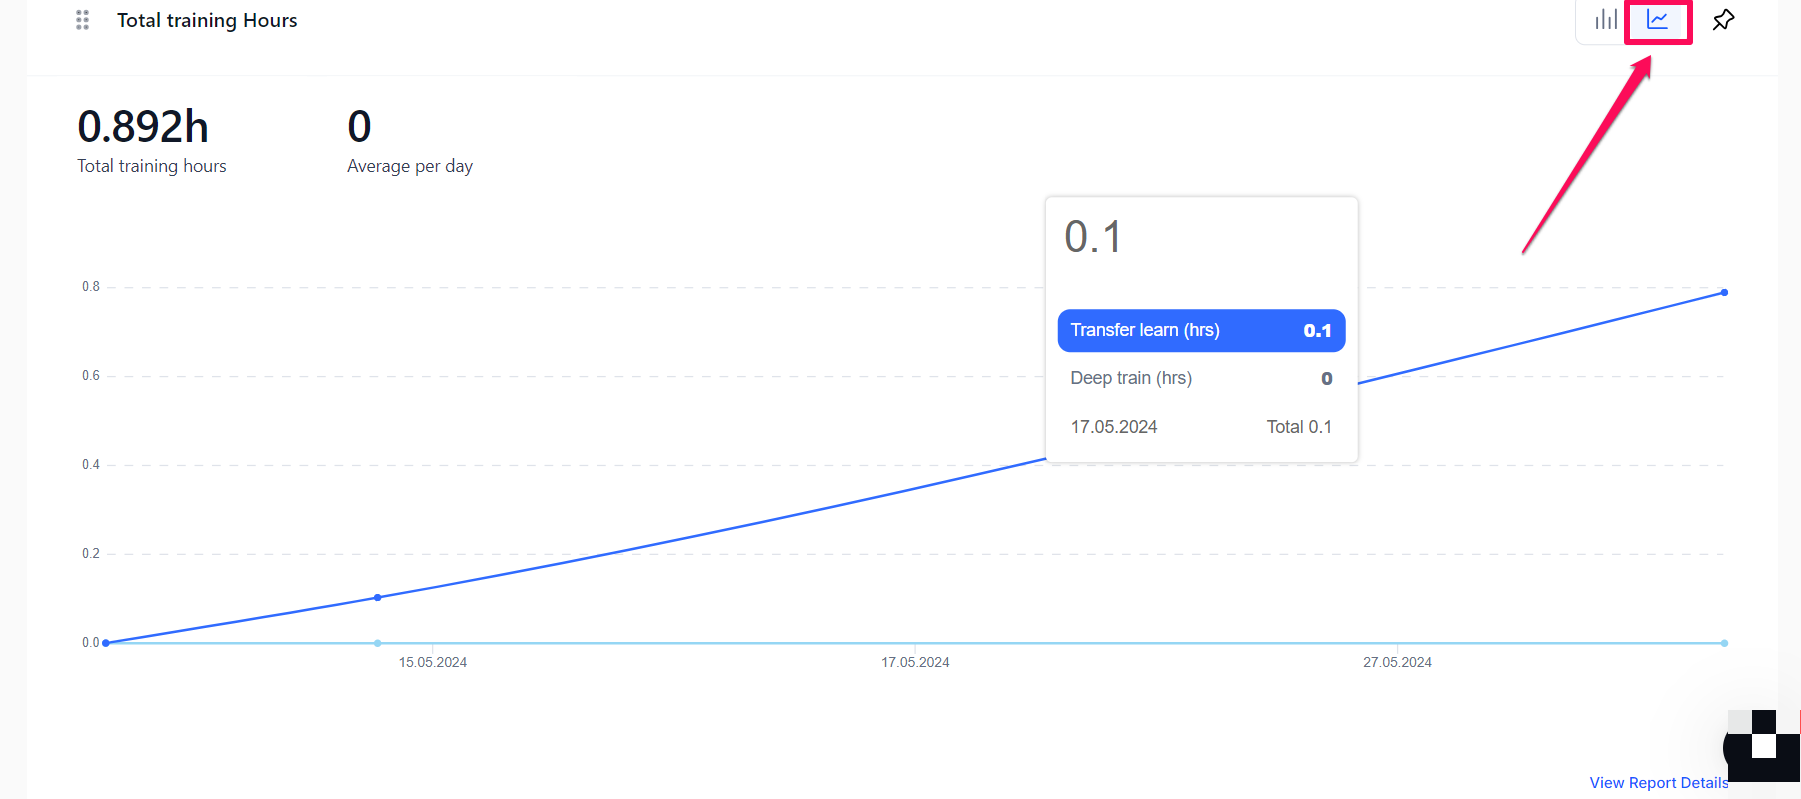 Total training Hours
0.892h
Total training hours
0
Average per day
0.1
Transfer learn (hrs) 0.1
Deep train (hrs) 0
17.05.2024 Total 0.1
0.8
0.6
0.4
0.2
0.0
15.05.2024 17.05.2024 27.05.2024
View Report Details